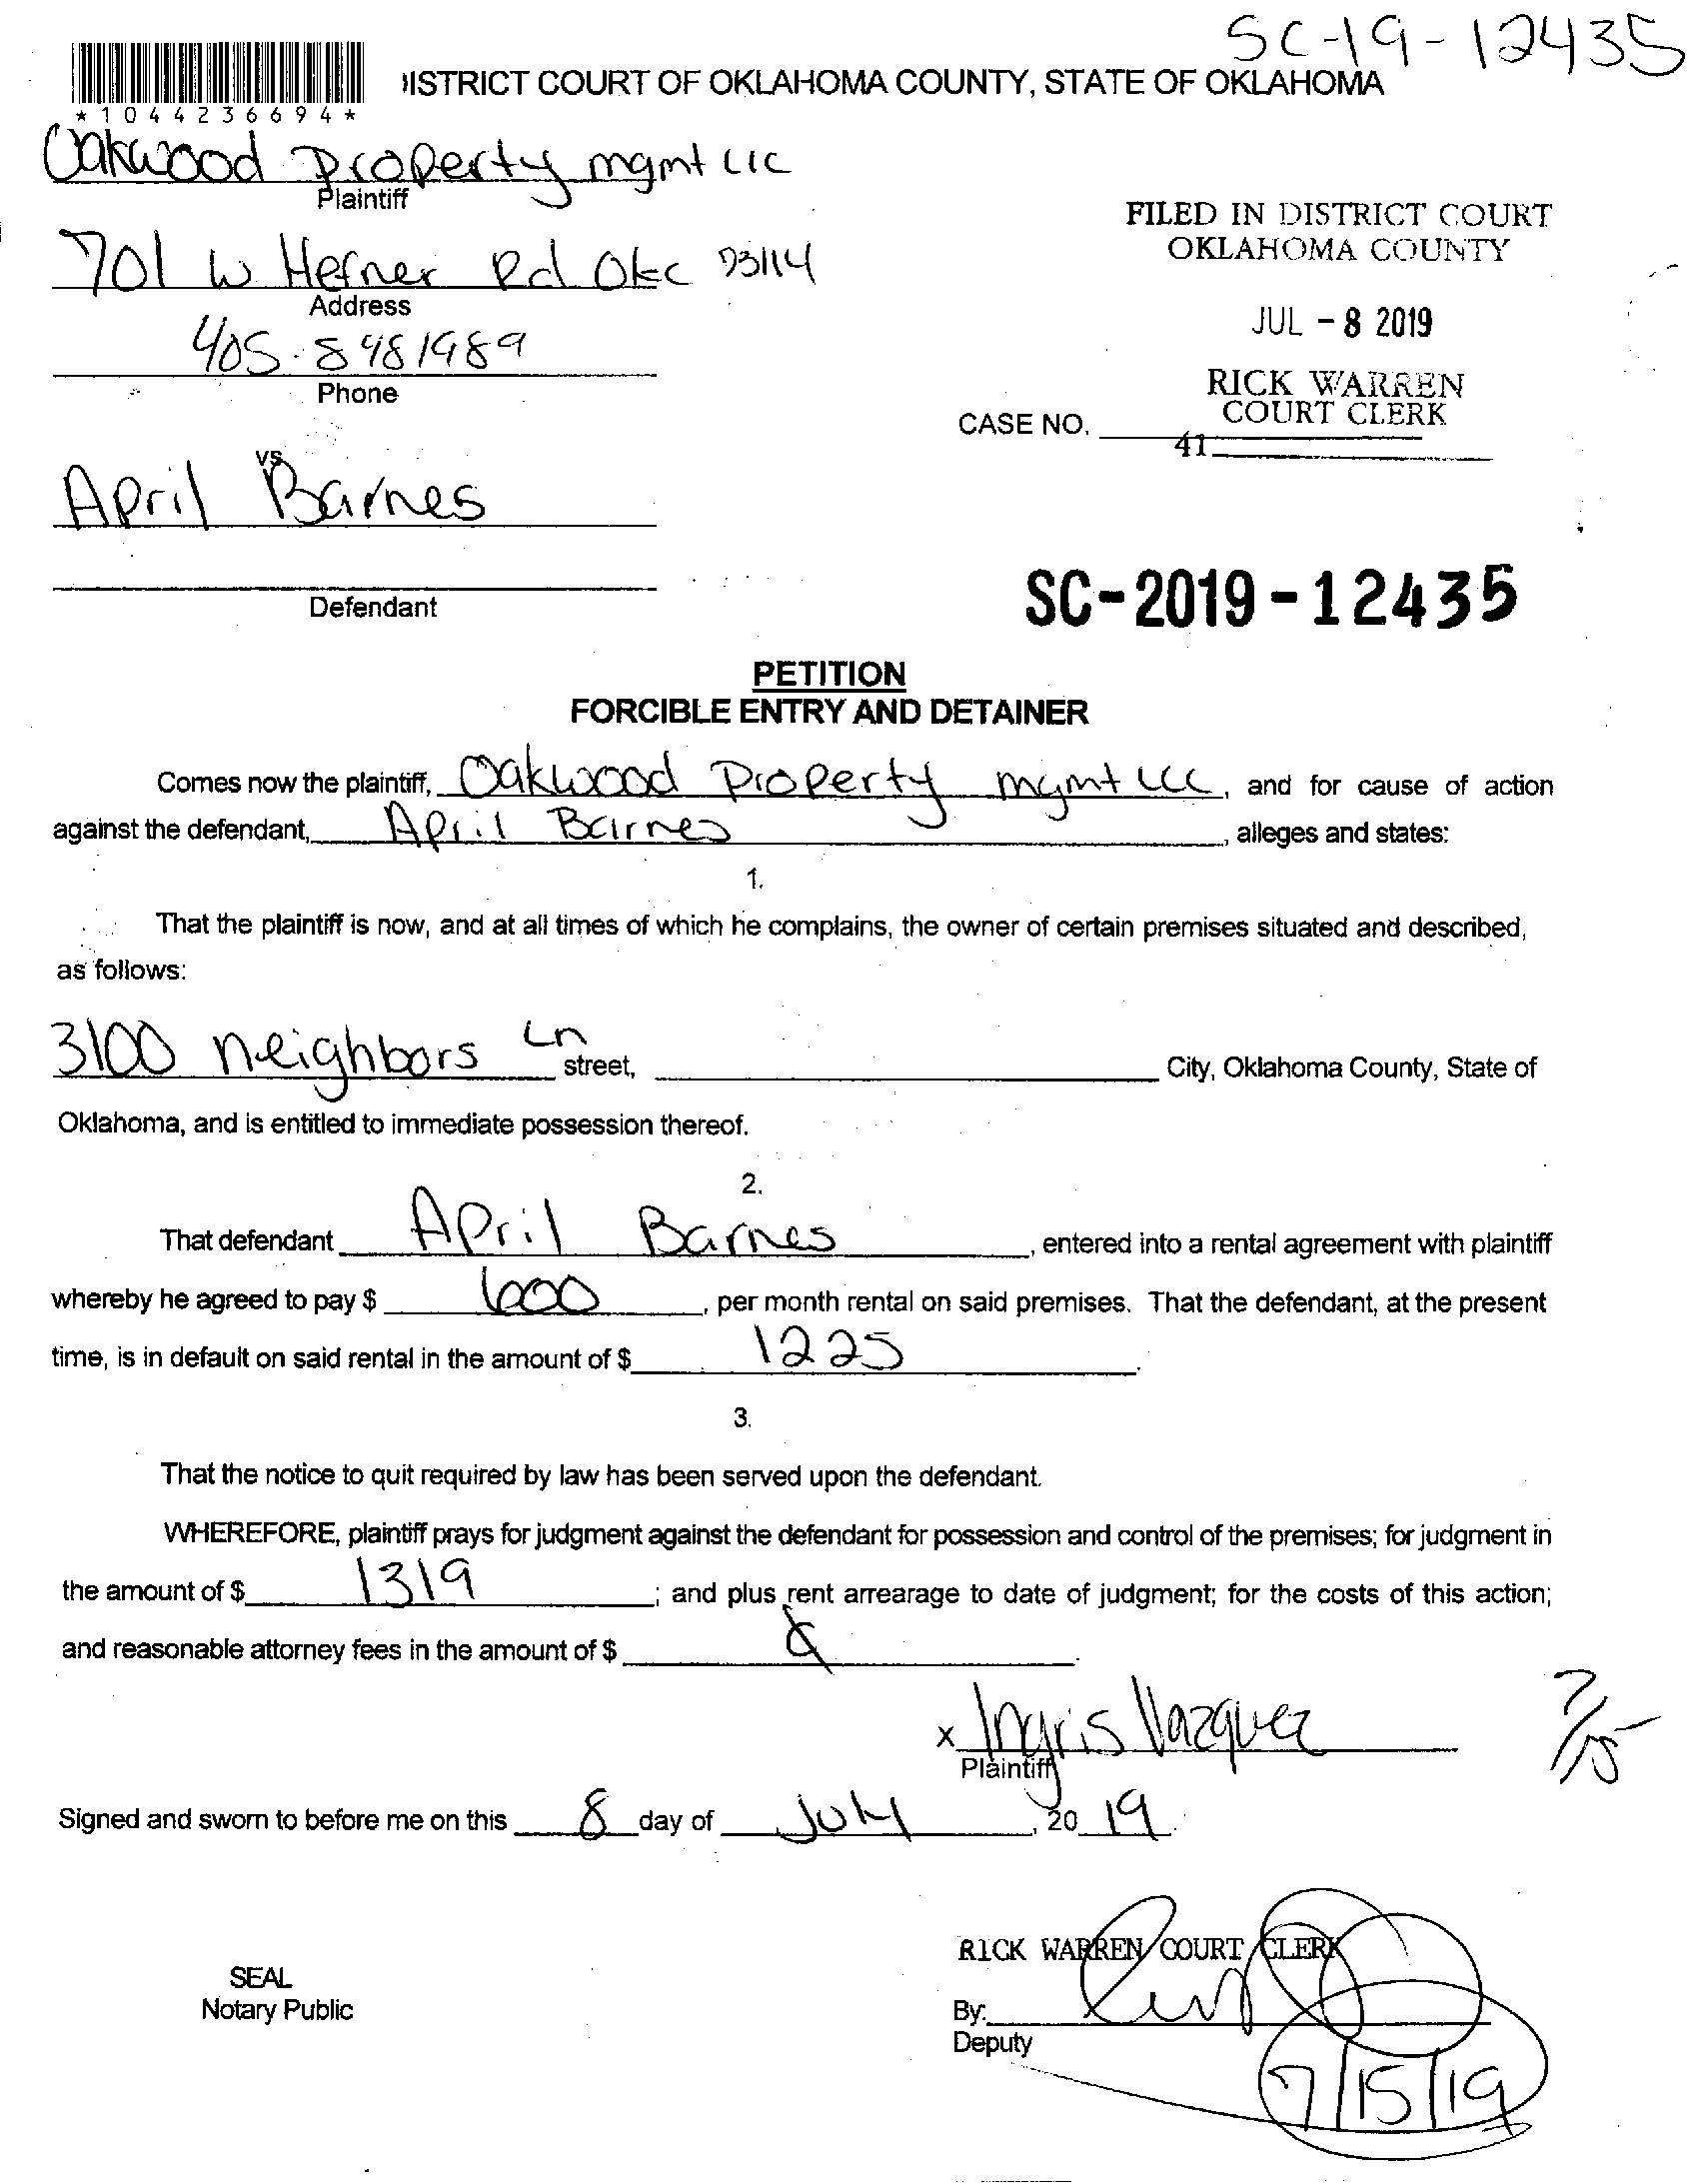 SC-19-12435
DISTRICT COURT OF OKLAHOMA COUNTY, STATE OF OKLAHOMA
*1044236694*
Oakwood Property mgmt LLC
Plaintiff
701 W Hefner Rd OKC 73114
Address
405-8481989
Phone
FILED IN DISTRICT COURT
OKLAHOMA COUNTY
JUL - 8 2019
RICK WARREN
COURT CLERK
CASE NO.
41
vs
April Barnes
Defendant
SC-2019-12435
PETITION
FORCIBLE ENTRY AND DETAINER
Comes now the plaintiff, Oakwood Property mgmt LLC, and for cause of action
against the defendant, April Barnes, alleges and states:
1.
That the plaintiff is now, and at all times of which he complains, the owner of certain premises situated and described,
as follows:
3100 Neighbors Ln street, City, Oklahoma County, State of
Oklahoma, and is entitled to immediate possession thereof.
2.
That defendant April Barnes, entered into a rental agreement with plaintiff
whereby he agreed to pay $ 600, per month rental on said premises. That the defendant, at the present
time, is in default on said rental in the amount of $ 1225.
3.
That the notice to quit required by law has been served upon the defendant.
WHEREFORE, plaintiff prays for judgment against the defendant for possession and control of the premises; for judgment in
the amount of $ 1319; and plus rent arrearage to date of judgment; for the costs of this action;
and reasonable attorney fees in the amount of $
x Ingris Vazquez
7/15
Plaintiff
Signed and sworn to before me on this 8 day of July, 20 19.
RICK WARREN COURT CLERK
SEAL
Notary Public
By:
Deputy
7/15/19